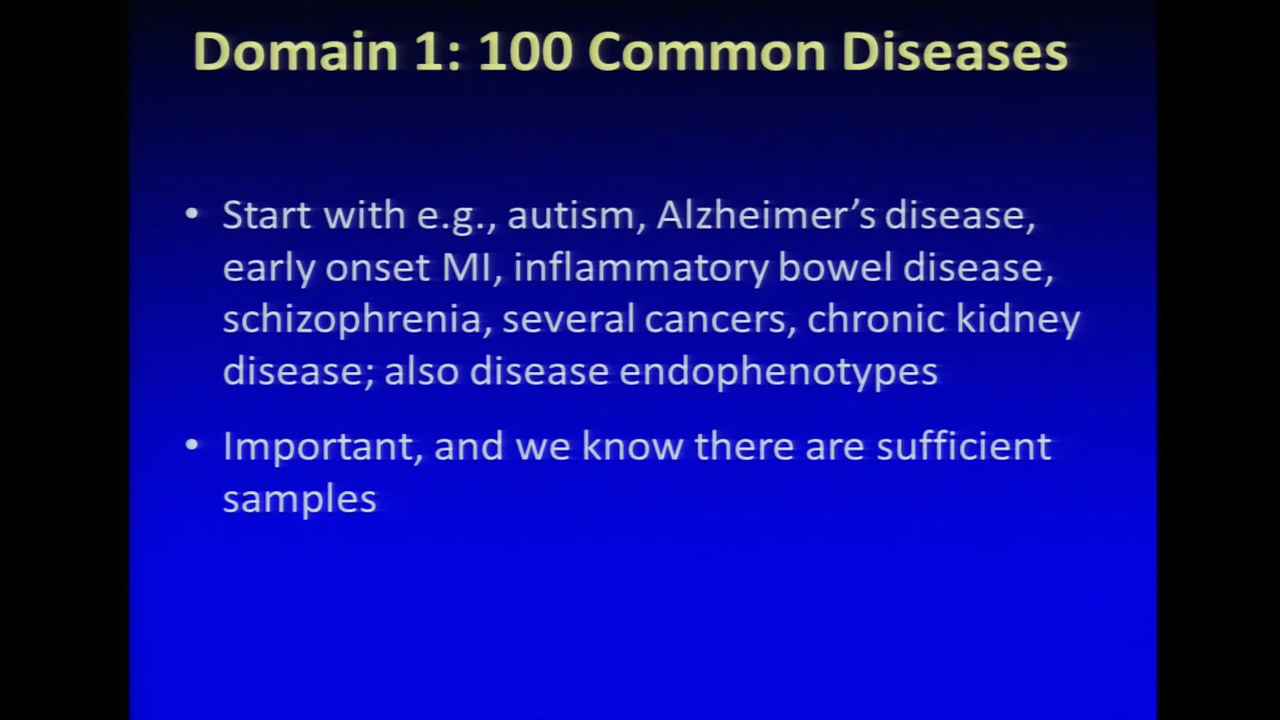 Domain 1: 100 Common Diseases
• Start with e.g., autism, Alzheimer’s disease,
early onset MI, inflammatory bowel disease,
schizophrenia, several cancers, chronic kidney
disease; also disease endophenotypes
• Important, and we know there are sufficient
samples